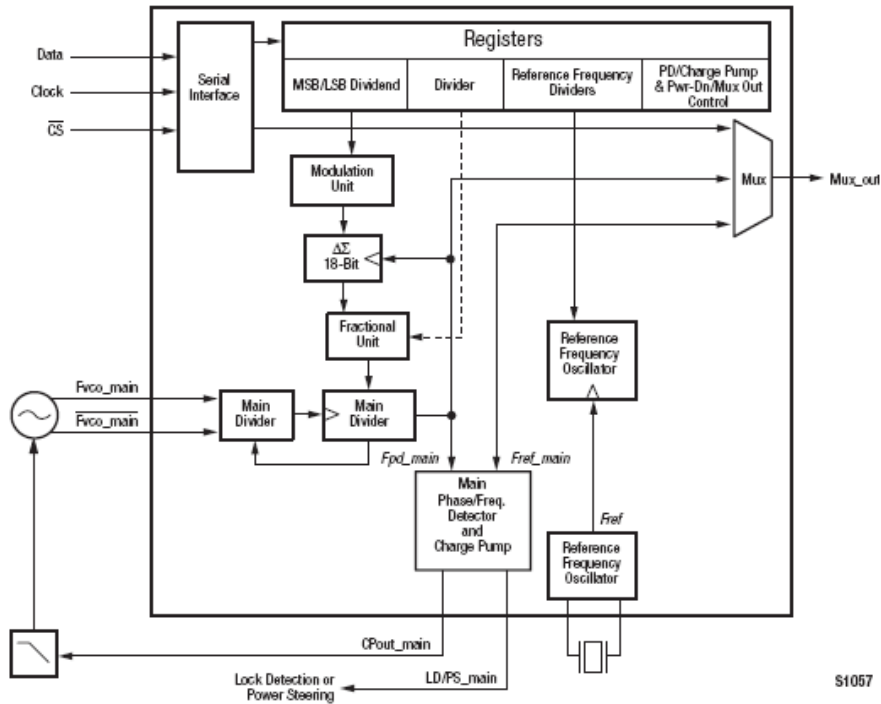 Registers
Data
Clock
CS
Serial
Interface
MSB/LSB Dividend
Divider
Reference Frequency
Dividers
PD/Charge Pump
& Pwr-Dn/Mux Out
Control
Modulation
Unit
Mux
Mux_out
ΔΣ
18-Bit
Fractional
Unit
Reference
Frequency
Oscillator
Fvco_main
Fvco_main
Main
Divider
Main
Divider
Fpd_main
Fref_main
Main
Phase/Freq.
Detector
and
Charge Pump
Fref
Reference
Frequency
Oscillator
CPout_main
Lock Detection or
Power Steering
LD/PS_main
S1057